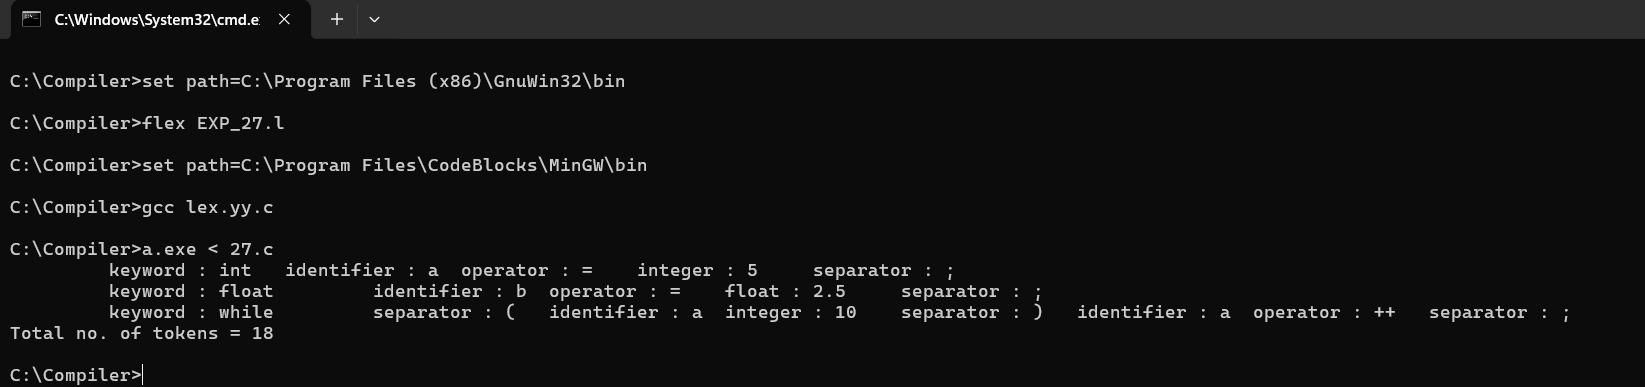 C:\Windows\System32\cmd.e
C:\Compiler>set path=C:\Program Files (x86)\GnuWin32\bin
C:\Compiler>flex EXP_27.l
C:\Compiler>set path=C:\Program Files\CodeBlocks\MinGW\bin
C:\Compiler>gcc lex.yy.c
C:\Compiler>a.exe < 27.c
keyword : int identifier : a operator : = integer : 5 separator : ;
keyword : float identifier : b operator : = float : 2.5 separator : ;
keyword : while separator : ( identifier : a integer : 10 separator : ) identifier : a operator : ++ separator : ;
Total no. of tokens = 18
C:\Compiler>